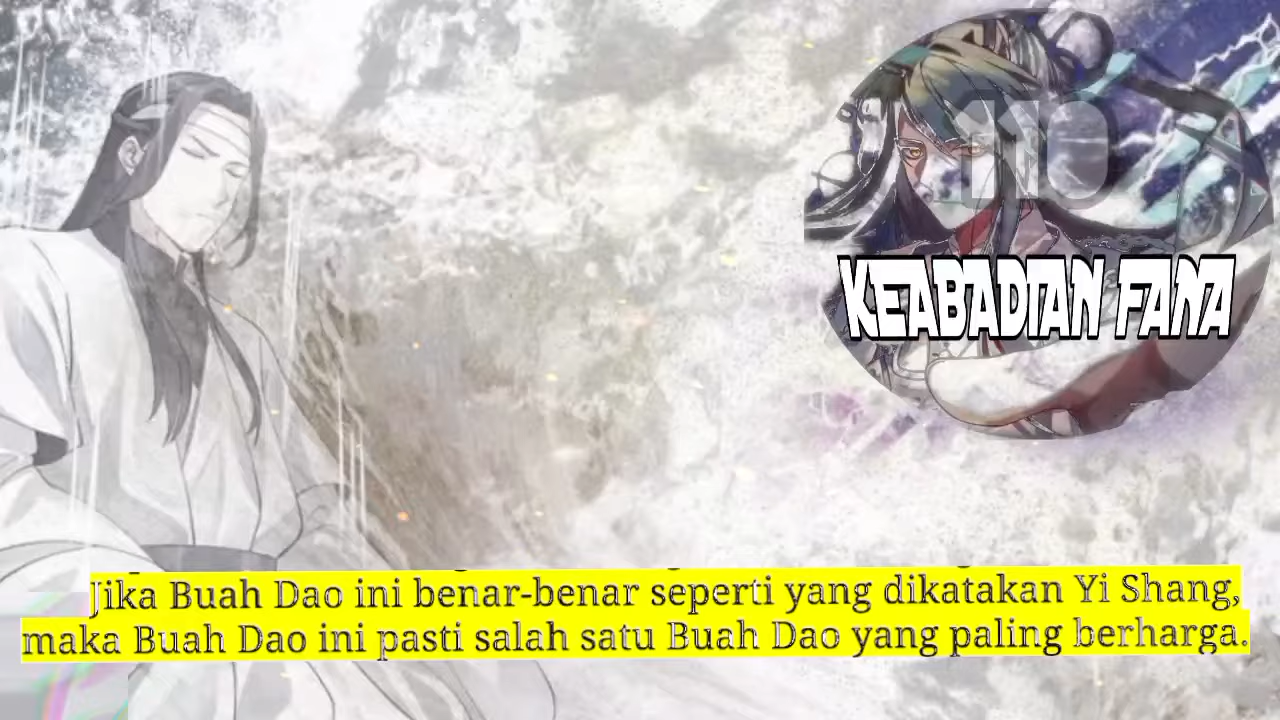 110
KEABADIAN FANA
Jika Buah Dao ini benar-benar seperti yang dikatakan Yi Shang,
maka Buah Dao ini pasti salah satu Buah Dao yang paling berharga.